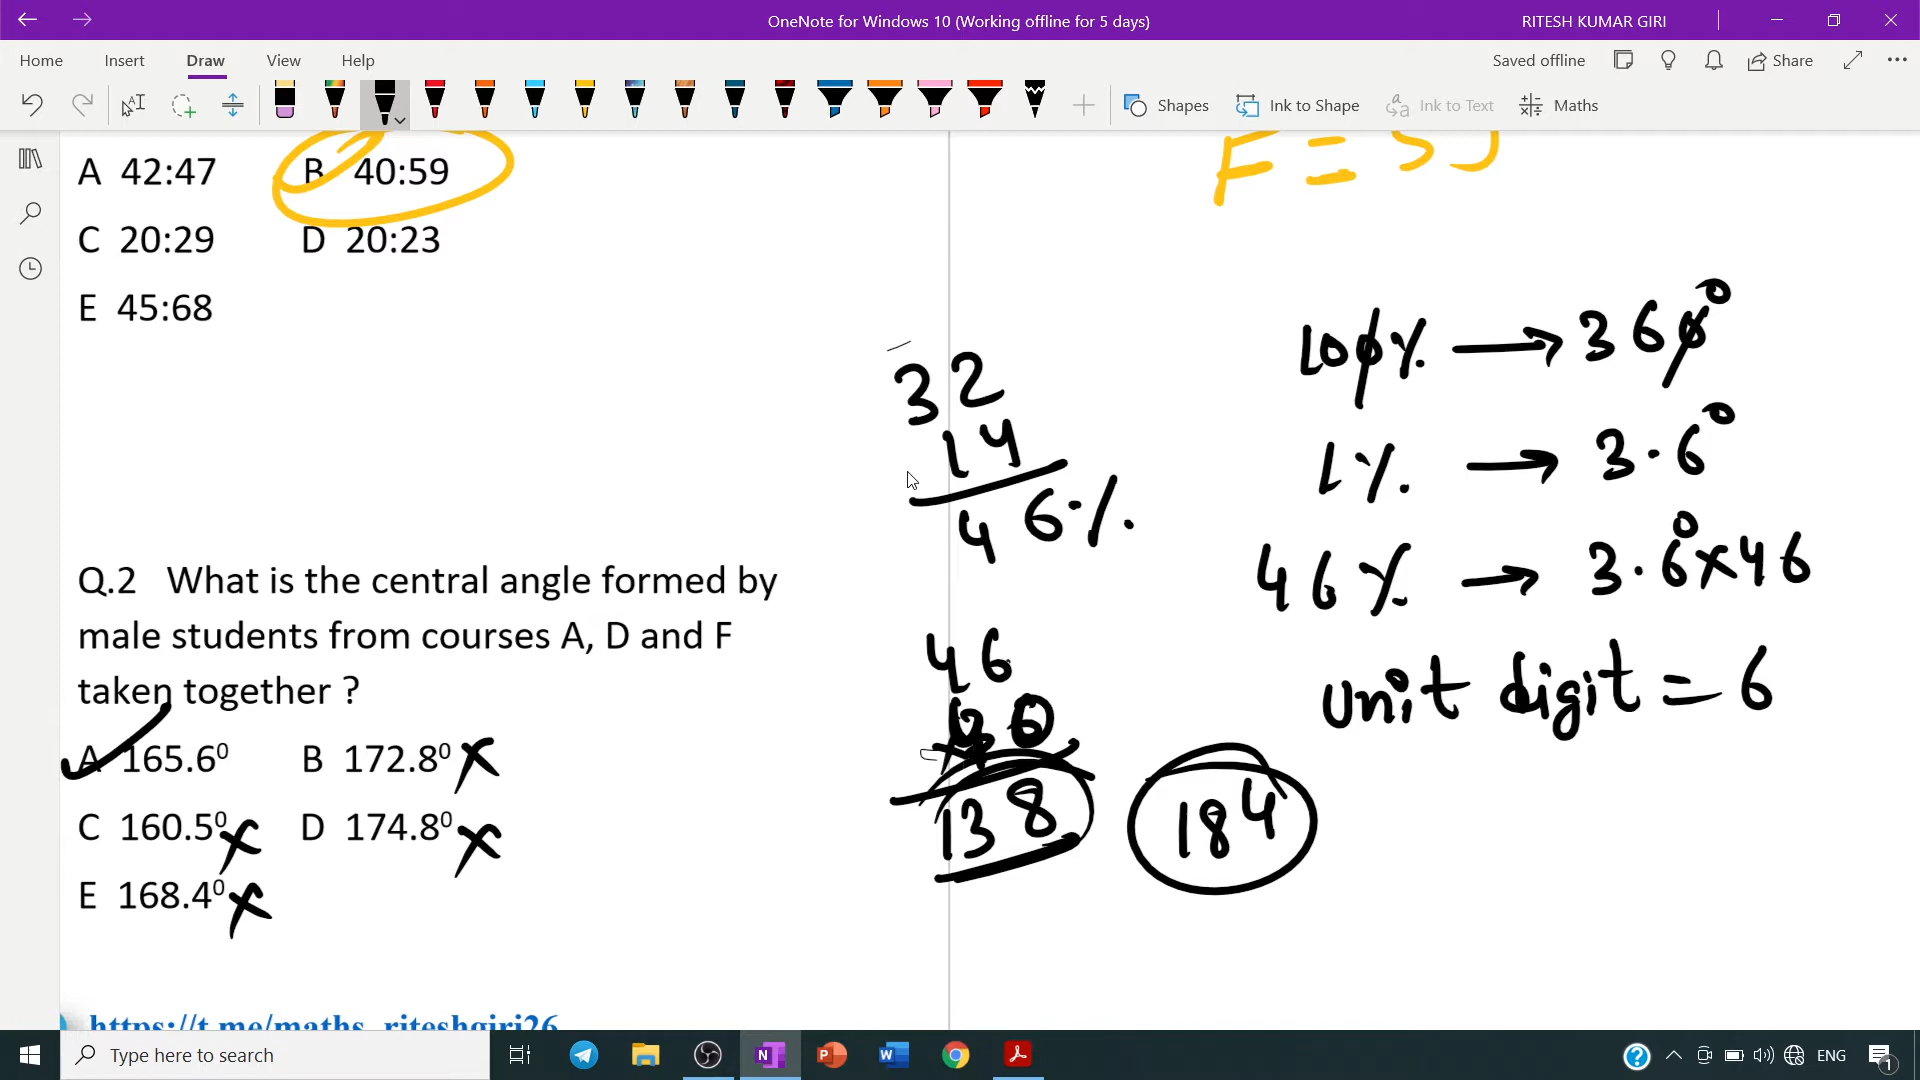 OneNote for Windows 10 (Working offline for 5 days)
RITESH KUMAR GIRI
Home Insert Draw View Help
Saved offline Share
Shapes Ink to Shape Ink to Text Maths
A 42:47 B 40:59
C 20:29 D 20:23
E 45:68
F =
32
14
46%
100% → 360°
1% → 3.6°
46% → 3.6°×46
unit digit = 6
Q.2 What is the central angle formed by
male students from courses A, D and F
taken together ?
A 165.6⁰ B 172.8⁰ x
C 160.5⁰ x D 174.8⁰ x
E 168.4⁰ x
46
138
184
https://t.me/maths_riteshgiri26
Type here to search
ENG
1